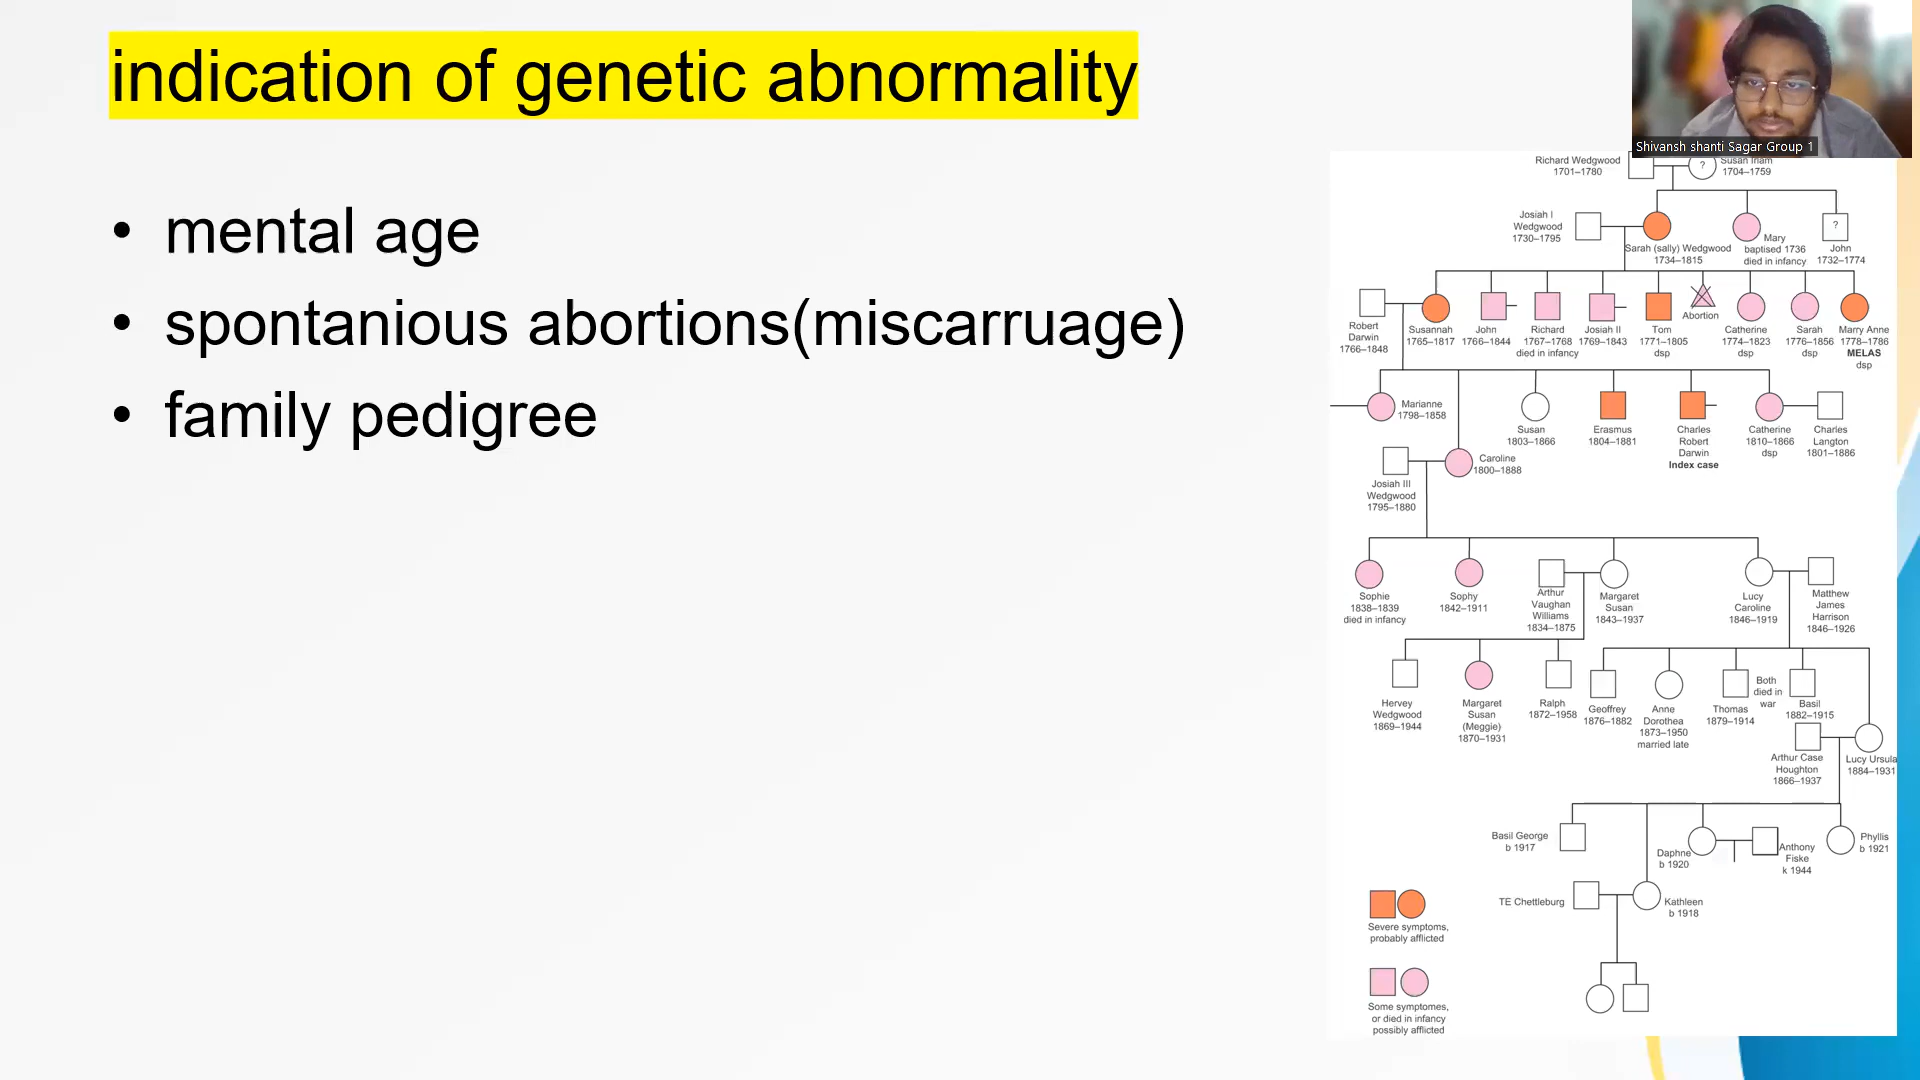 indication of genetic abnormality
• mental age
• spontanious abortions(miscarruage)
• family pedigree
Shivansh shanti Sagar Group 1
Richard Wedgwood
1701–1780
?
Susan Iriam
1704–1759
Josiah I
Wedgwood
1730–1795
Sarah (sally) Wedgwood
1734–1815
Mary
baptised 1736
died in infancy
?
John
1732–1774
Robert
Darwin
1766–1848
Susannah
1765–1817
John
1766–1844
Richard
1767–1768
died in infancy
Josiah II
1769–1843
Tom
1771–1805
dsp
Abortion
Catherine
1774–1823
dsp
Sarah
1776–1856
dsp
Marry Anne
1778–1786
MELAS
dsp
Marianne
1798–1858
Susan
1803–1866
Erasmus
1804–1881
Charles
Robert
Darwin
Index case
Catherine
1810–1866
dsp
Charles
Langton
1801–1886
Caroline
1800–1888
Josiah III
Wedgwood
1795–1880
Sophie
1838–1839
died in infancy
Sophy
1842–1911
Arthur
Vaughan
Williams
1834–1875
Margaret
Susan
1843–1937
Lucy
Caroline
1846–1919
Matthew
James
Harrison
1846–1926
Hervey
Wedgwood
1869–1944
Margaret
Susan
(Meggie)
1870–1931
Ralph
1872–1958
Geoffrey
1876–1882
Anne
Dorothea
1873–1950
married late
Thomas
1879–1914
Both
died in
war
Basil
1882–1915
Arthur Case
Houghton
1866–1937
Lucy Ursula
1884–1931
Basil George
b 1917
Daphne
b 1920
Anthony
Fiske
k 1944
Phyllis
b 1921
TE Chettleburg
Kathleen
b 1918
Severe symptoms,
probably afflicted
Some symptomes,
or died in infancy
possibly afflicted